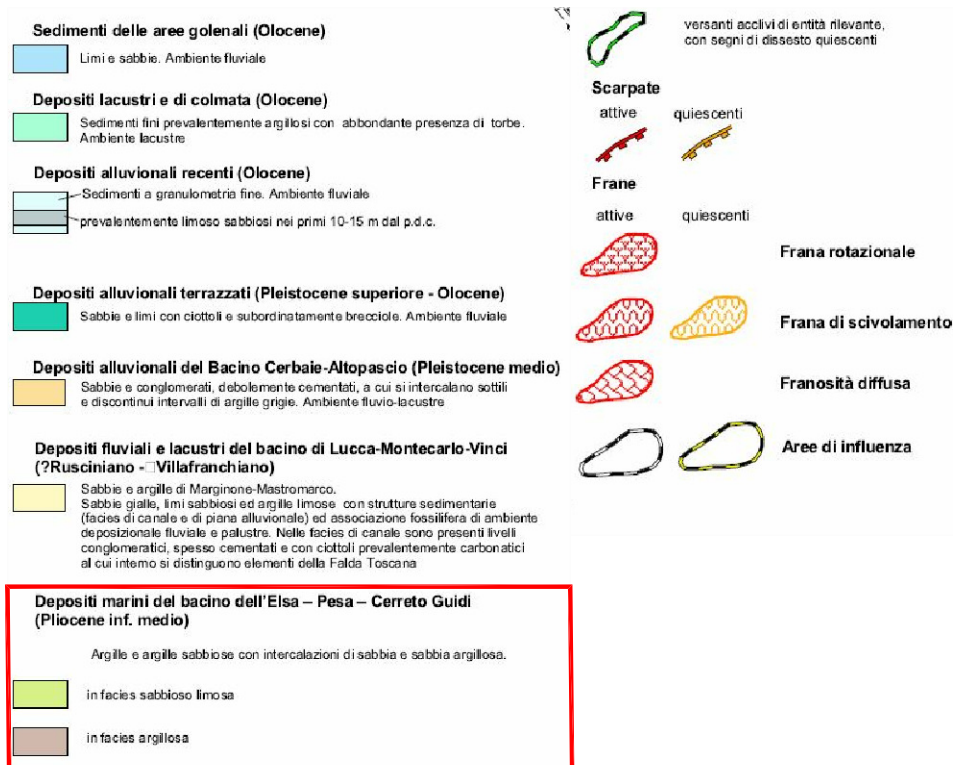 Sedimenti delle aree golenali (Olocene)
Limi e sabbie. Ambiente fluviale
Depositi lacustri e di colmata (Olocene)
Sedimenti fini prevalentemente argillosi con abbondante presenza di torbe.
Ambiente lacustre
Depositi alluvionali recenti (Olocene)
Sedimenti a granulometria fine. Ambiente fluviale
prevalentemente limoso sabbiosi nei primi 10-15 m dal p.d.c.
Depositi alluvionali terrazzati (Pleistocene superiore - Olocene)
Sabbie e limi con ciottoli e subordinatamente brecciole. Ambiente fluviale
Depositi alluvionali del Bacino Cerbaie-Altopascio (Pleistocene medio)
Sabbie e conglomerati, debolemente cementati, a cui si intercalano sottili
e discontinui intervalli di argille grigie. Ambiente fluvio-lacustre
Depositi fluviali e lacustri del bacino di Lucca-Montecarlo-Vinci
(?Rusciniano -□Villafranchiano)
Sabbie e argille di Marginone-Mastromarco.
Sabbie gialle, limi sabbiosi ed argille limose con strutture sedimentarie
(facies di canale e di piana alluvionale) ed associazione fossilifera di ambiente
deposizionale fluviale e palustre. Nelle facies di canale sono presenti livelli
conglomeratici, spesso cementati e con ciottoli prevalentemente carbonatici
al cui interno si distinguono elementi della Falda Toscana
Depositi marini del bacino dell'Elsa – Pesa – Cerreto Guidi
(Pliocene inf. medio)
Argille e argille sabbiose con intercalazioni di sabbia e sabbia argillosa.
in facies sabbioso limosa
in facies argillosa
versanti acclivi di entità rilevante,
con segni di dissesto quiescenti
Scarpate
attive quiescenti
Frane
attive quiescenti
Frana rotazionale
Frana di scivolamento
Franosità diffusa
Aree di influenza